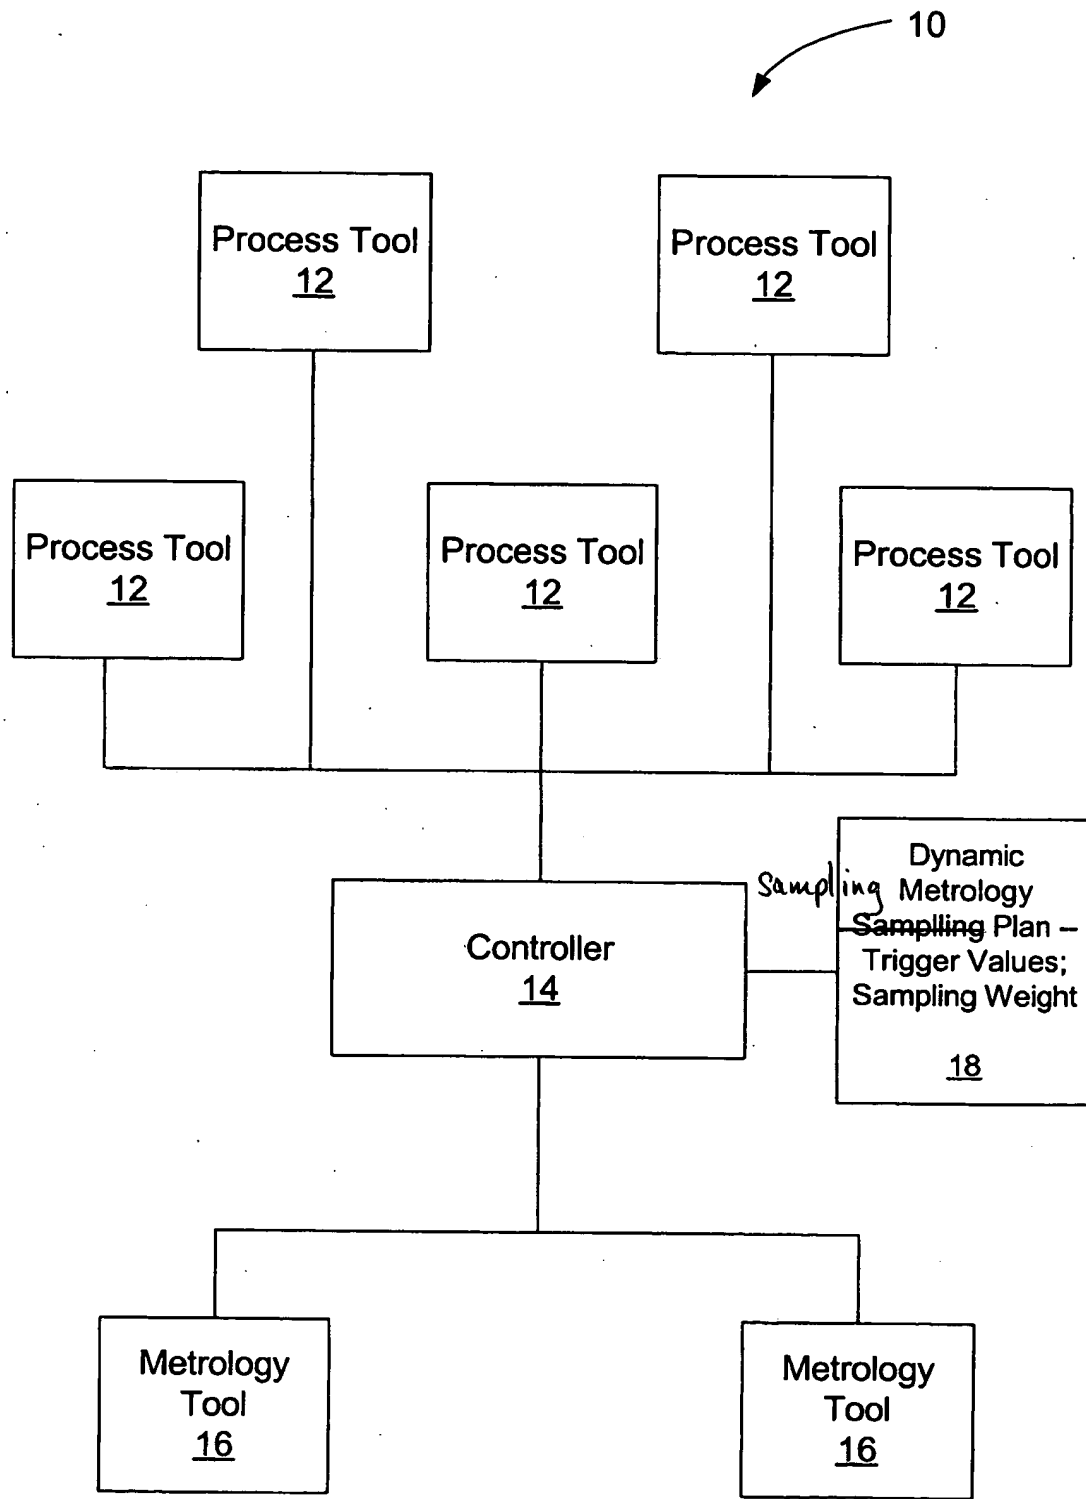 10
Process Tool
12
Process Tool
12
Process Tool
12
Process Tool
12
Process Tool
12
Controller
14
sampling
Dynamic
Metrology
Samplling Plan –
Trigger Values;
Sampling Weight
18
Metrology
Tool
16
Metrology
Tool
16